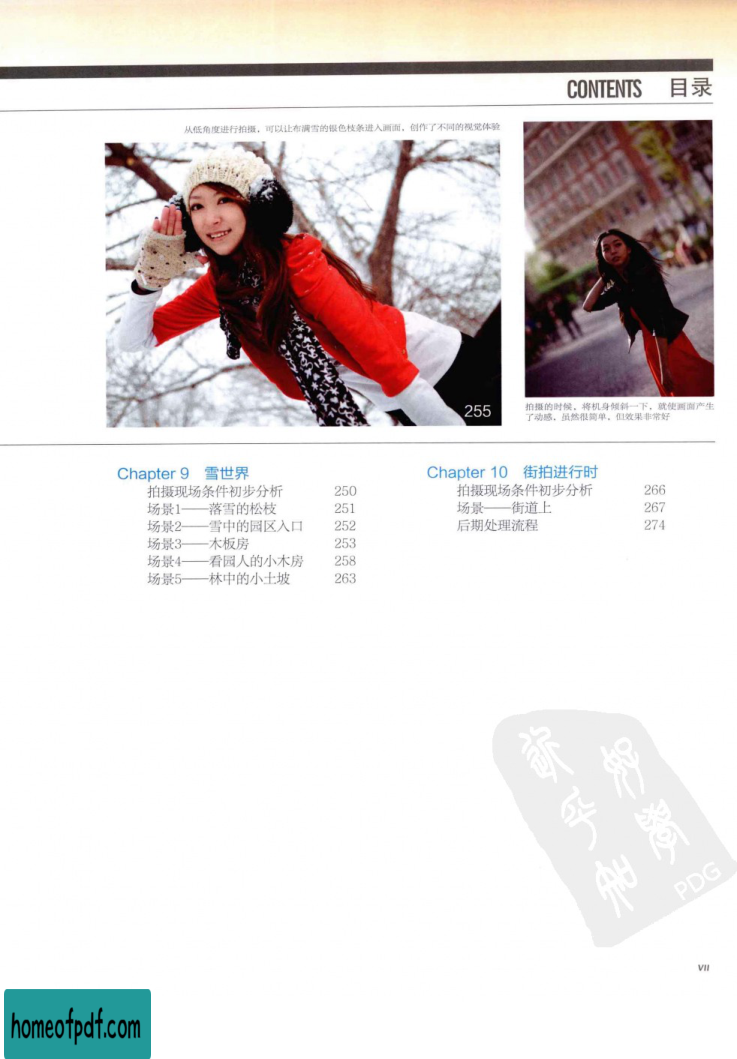 CONTENTS 目录
从低角度进行拍摄，可以让布满雪的银色枝条进入画面，创作了不同的视觉体验
255
拍摄的时候，将机身倾斜一下，就使画面产生
了动感，虽然很简单，但效果非常好
Chapter 9 雪世界
拍摄现场条件初步分析 250
场景1——落雪的松枝 251
场景2——雪中的园区入口 252
场景3——木板房 253
场景4——看园人的小木房 258
场景5——林中的小土坡 263
Chapter 10 街拍进行时
拍摄现场条件初步分析 266
场景——街道上 267
后期处理流程 274
好学
近乎知
PDG
VII
homeofpdf.com